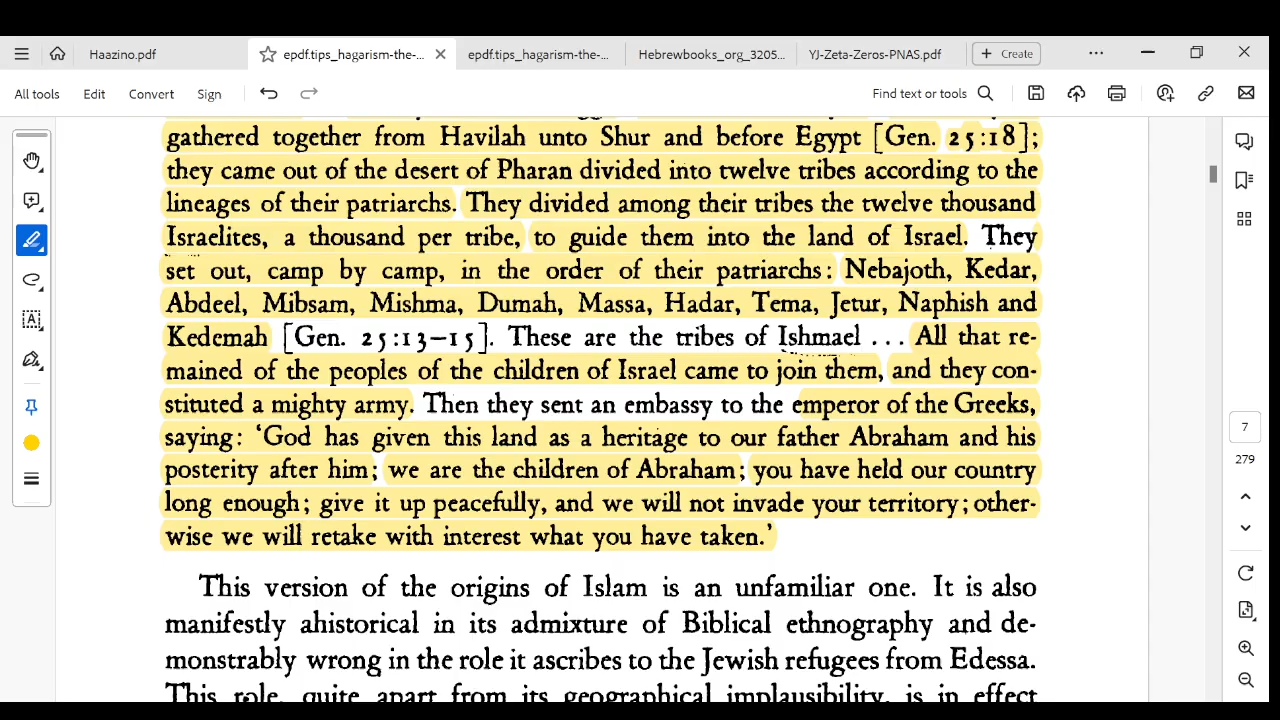 Haazino.pdf
epdf.tips_hagarism-the-...
epdf.tips_hagarism-the-...
Hebrewbooks_org_3205...
YJ-Zeta-Zeros-PNAS.pdf
+ Create
All tools
Edit
Convert
Sign
Find text or tools
gathered together from Havilah unto Shur and before Egypt [Gen. 25:18];
they came out of the desert of Pharan divided into twelve tribes according to the
lineages of their patriarchs. They divided among their tribes the twelve thousand
Israelites, a thousand per tribe, to guide them into the land of Israel. They
set out, camp by camp, in the order of their patriarchs: Nebajoth, Kedar,
Abdeel, Mibsam, Mishma, Dumah, Massa, Hadar, Tema, Jetur, Naphish and
Kedemah [Gen. 25:13–15]. These are the tribes of Ishmael ... All that re-
mained of the peoples of the children of Israel came to join them, and they con-
stituted a mighty army. Then they sent an embassy to the emperor of the Greeks,
saying: ‘God has given this land as a heritage to our father Abraham and his
posterity after him; we are the children of Abraham; you have held our country
long enough; give it up peacefully, and we will not invade your territory; other-
wise we will retake with interest what you have taken.’
This version of the origins of Islam is an unfamiliar one. It is also
manifestly ahistorical in its admixture of Biblical ethnography and de-
monstrably wrong in the role it ascribes to the Jewish refugees from Edessa.
This role, quite apart from its geographical implausibility, is in effect
7
279